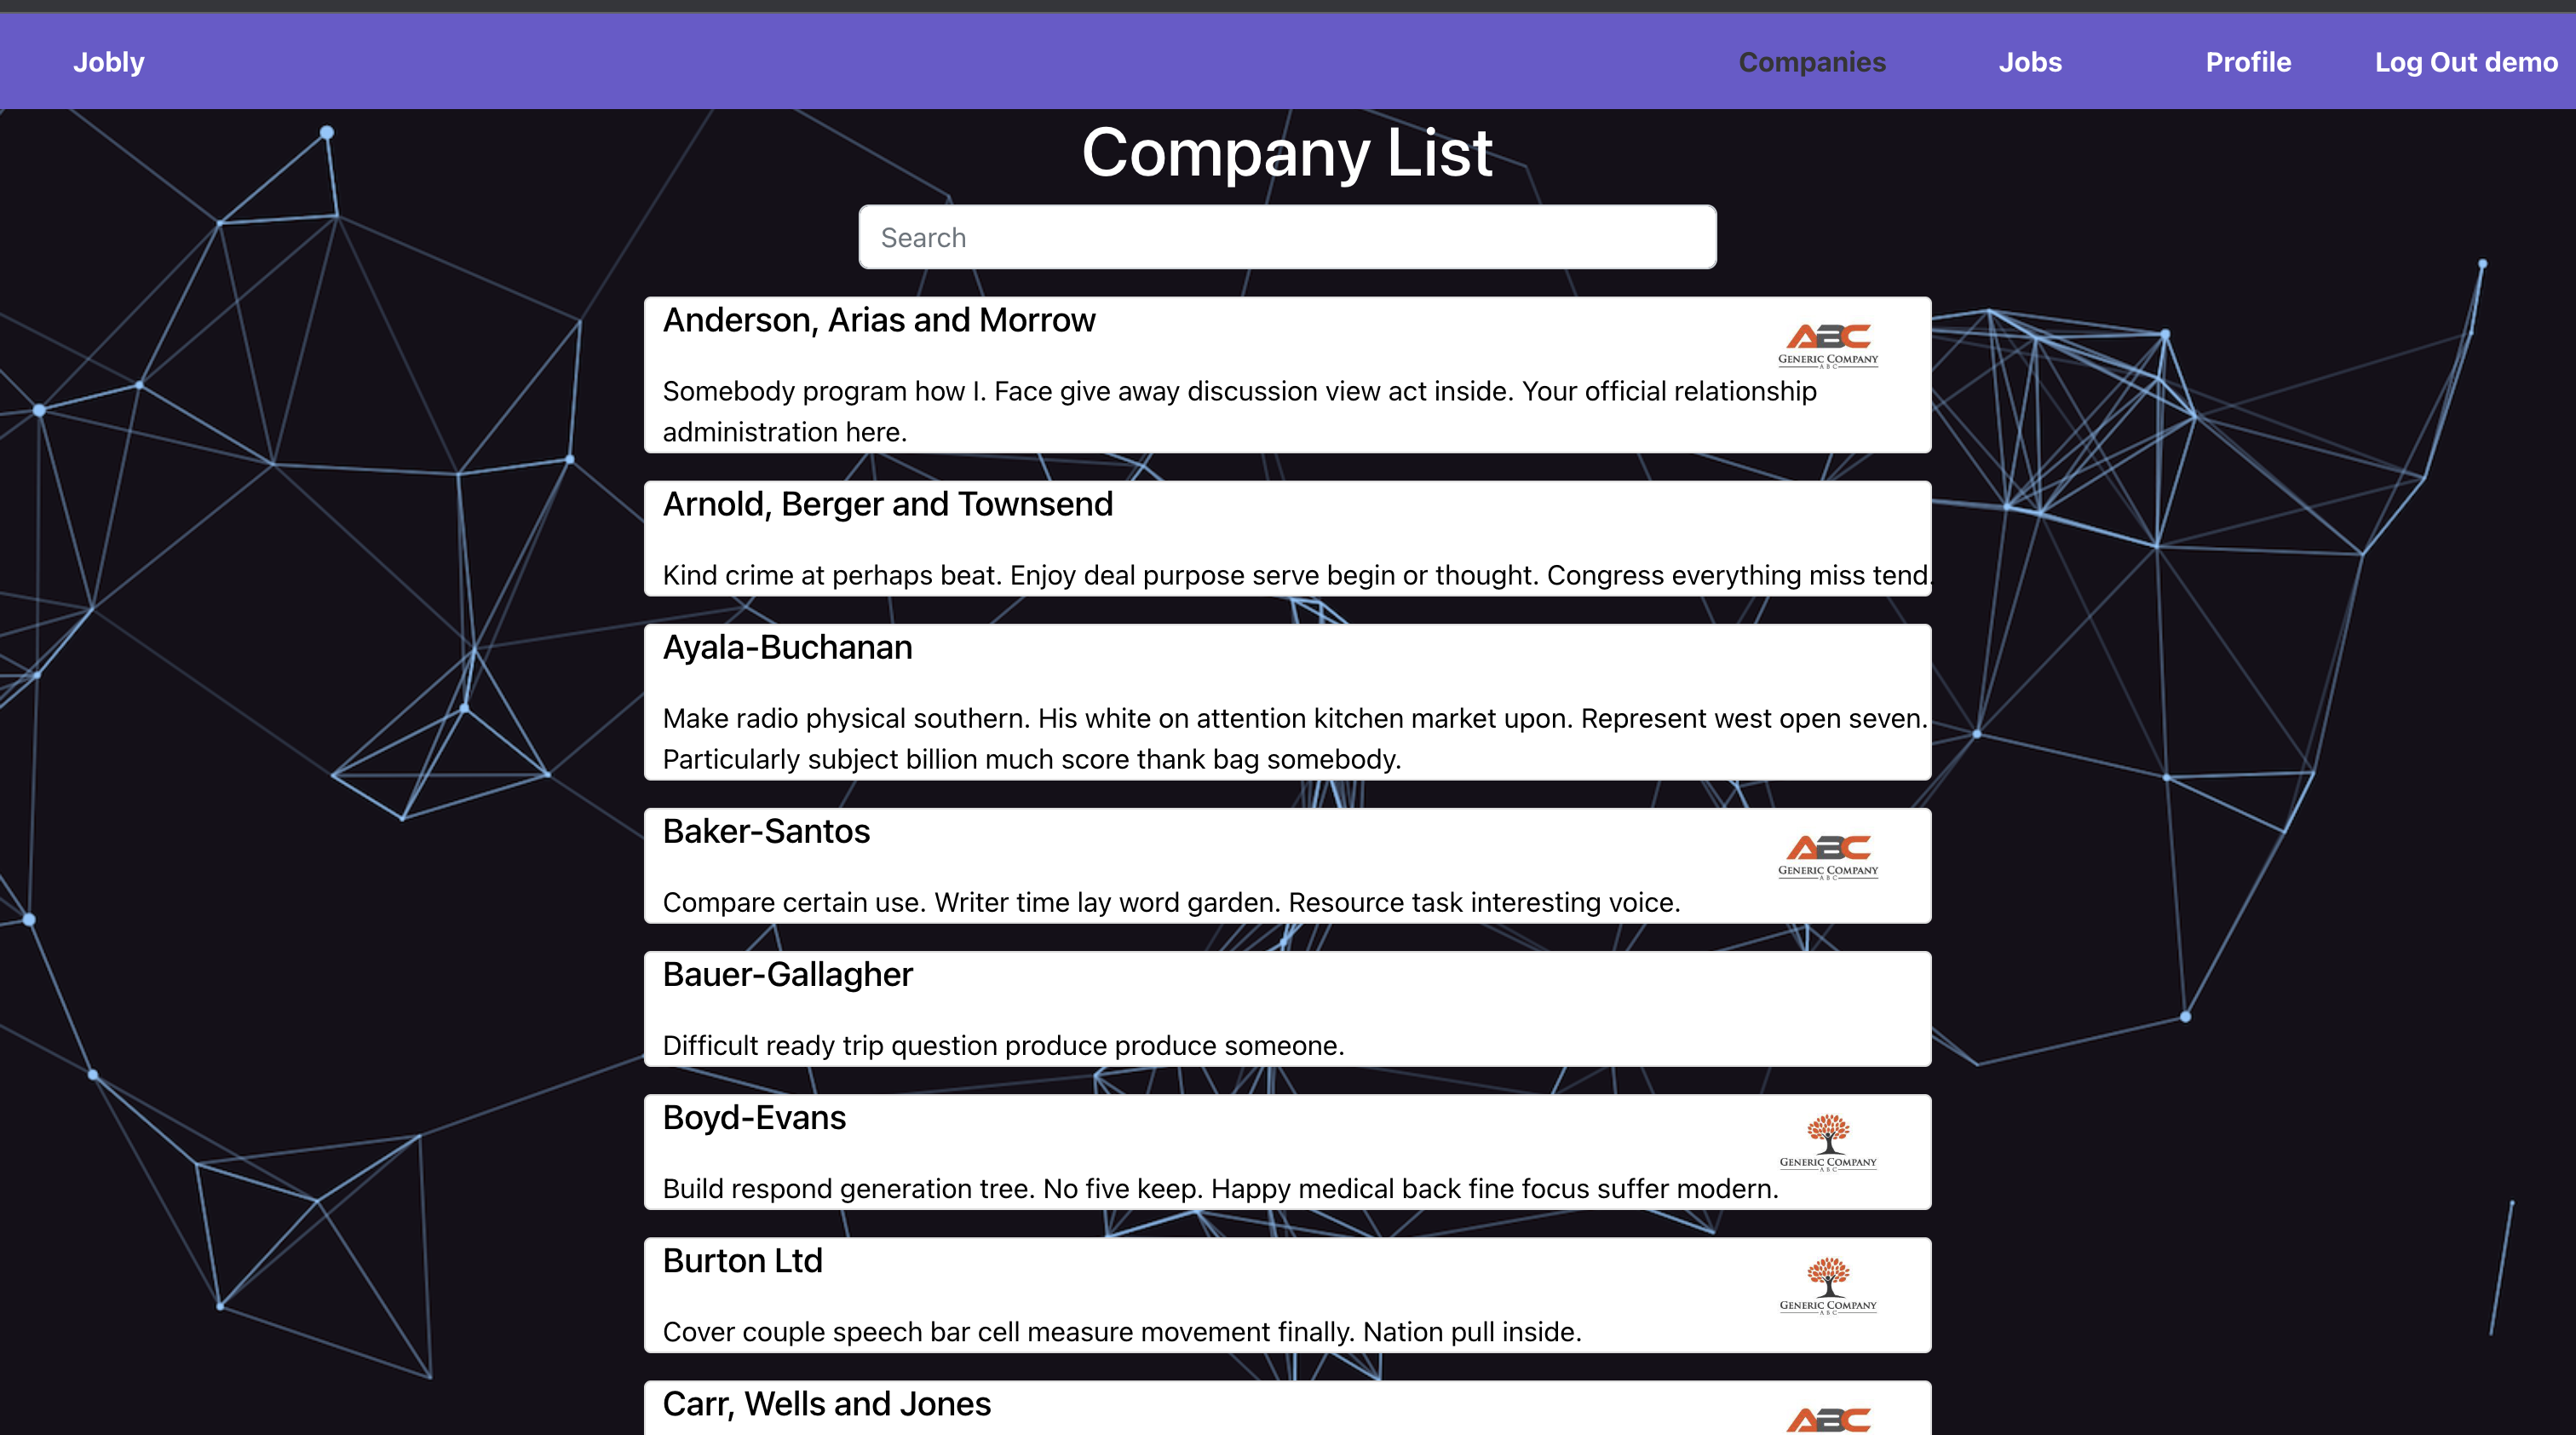 Jobly
Companies
Jobs
Profile
Log Out demo
Company List
Search
Anderson, Arias and Morrow
ABC
GENERIC COMPANY
ABC
Somebody program how I. Face give away discussion view act inside. Your official relationship
administration here.
Arnold, Berger and Townsend
Kind crime at perhaps beat. Enjoy deal purpose serve begin or thought. Congress everything miss tend.
Ayala-Buchanan
Make radio physical southern. His white on attention kitchen market upon. Represent west open seven.
Particularly subject billion much score thank bag somebody.
Baker-Santos
ABC
GENERIC COMPANY
ABC
Compare certain use. Writer time lay word garden. Resource task interesting voice.
Bauer-Gallagher
Difficult ready trip question produce produce someone.
Boyd-Evans
GENERIC COMPANY
ABC
Build respond generation tree. No five keep. Happy medical back fine focus suffer modern.
Burton Ltd
GENERIC COMPANY
ABC
Cover couple speech bar cell measure movement finally. Nation pull inside.
Carr, Wells and Jones
ABC